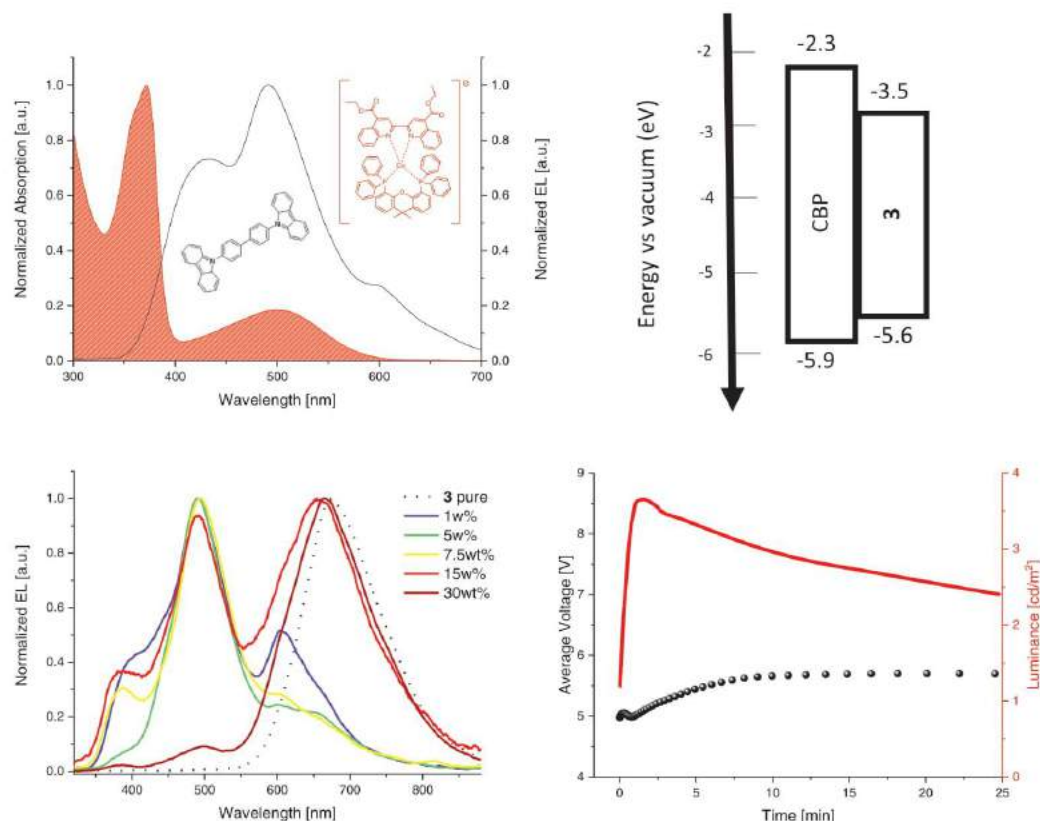 Normalized Absorption [a.u.]
1.0
0.8
0.6
0.4
0.2
0.0
300
400
500
600
700
Wavelength [nm]
1.0
0.8
0.6
0.4
0.2
0.0
Normalized EL [a.u.]
N
N
O
O
O
O
N
N
Cu
P
P
O
⊕
Energy vs vacuum (eV)
-2
-3
-4
-5
-6
-2.3
CBP
-5.9
-3.5
3
-5.6
Normalized EL [a.u.]
1.0
0.8
0.6
0.4
0.2
0.0
400
500
600
700
800
Wavelength [nm]
3 pure
1w%
5w%
7.5wt%
15w%
30wt%
Average Voltage [V]
9
8
7
6
5
4
0
5
10
15
20
25
Time [min]
4
3
2
1
0
Luminance [cd/m²]